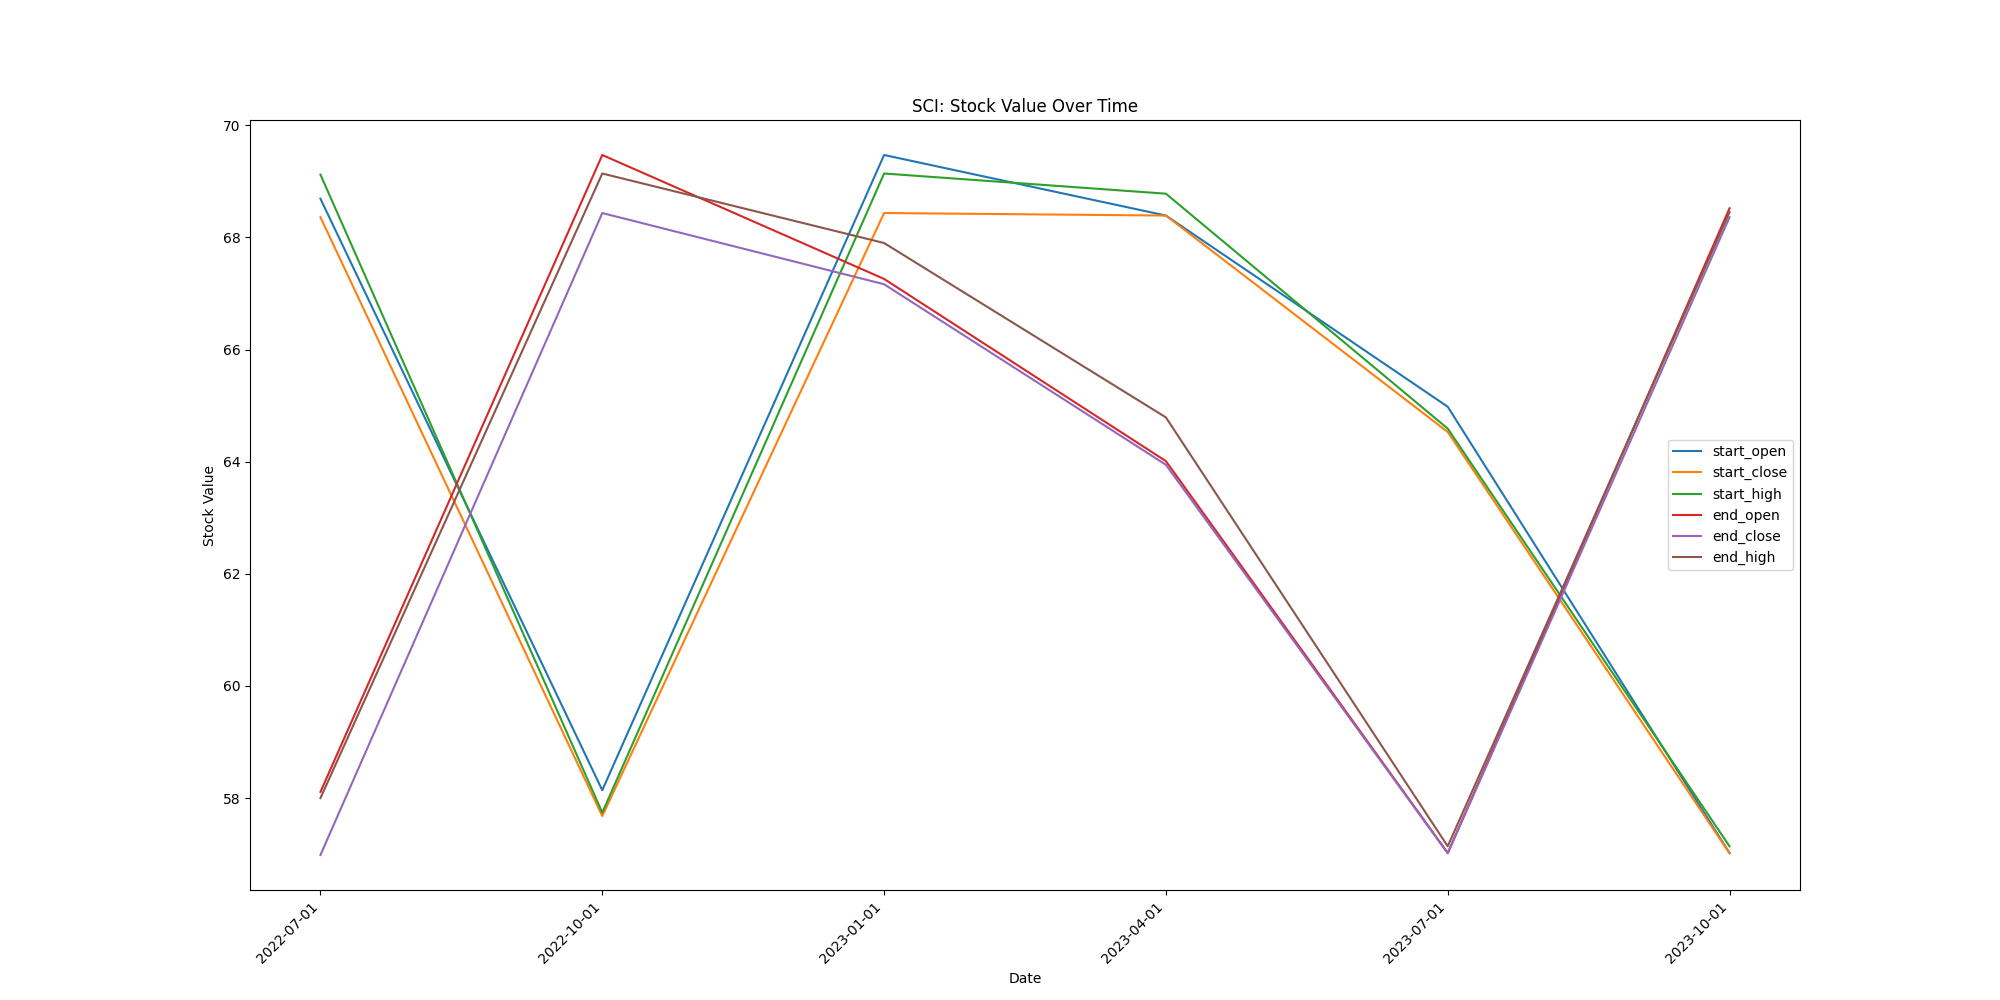 SCI: Stock Value Over Time
70
68
66
64
62
60
58
Stock Value
start_open
start_close
start_high
end_open
end_close
end_high
2022-07-01
2022-10-01
2023-01-01
2023-04-01
2023-07-01
2023-10-01
Date